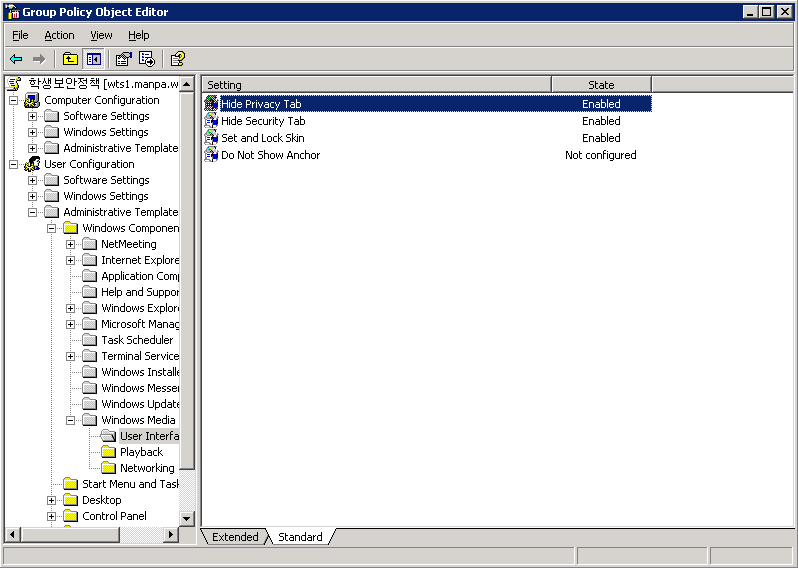 Group Policy Object Editor
File Action View Help
학생보안정책 [wts1.manpa.w
Computer Configuration
Software Settings
Windows Settings
Administrative Template
User Configuration
Software Settings
Windows Settings
Administrative Template
Windows Componen
NetMeeting
Internet Explore
Application Comp
Help and Suppor
Windows Explor
Microsoft Manag
Task Scheduler
Terminal Service
Windows Installe
Windows Messer
Windows Update
Windows Media
User Interfa
Playback
Networking
Start Menu and Task
Desktop
Control Panel
Setting State
Hide Privacy Tab Enabled
Hide Security Tab Enabled
Set and Lock Skin Enabled
Do Not Show Anchor Not configured
Extended Standard